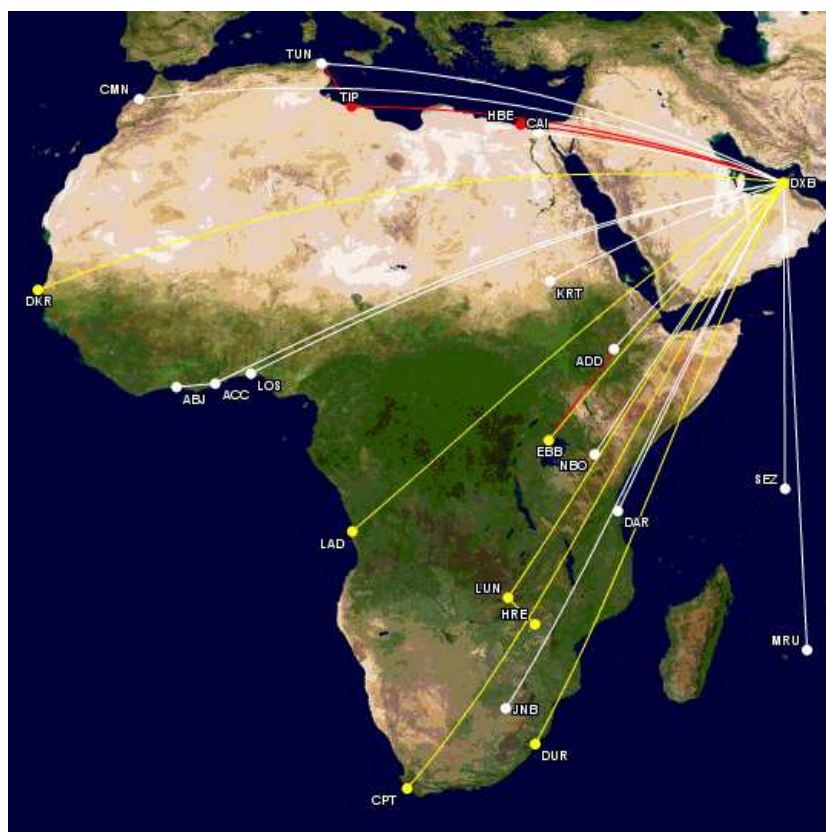 TUN
CMN
TIP
HBE
CAI
DXB
DKR
KRT
ADD
ABJ
ACC
LOS
EBB
NBO
SEZ
DAR
LAD
LUN
HRE
MRU
JNB
DUR
CPT